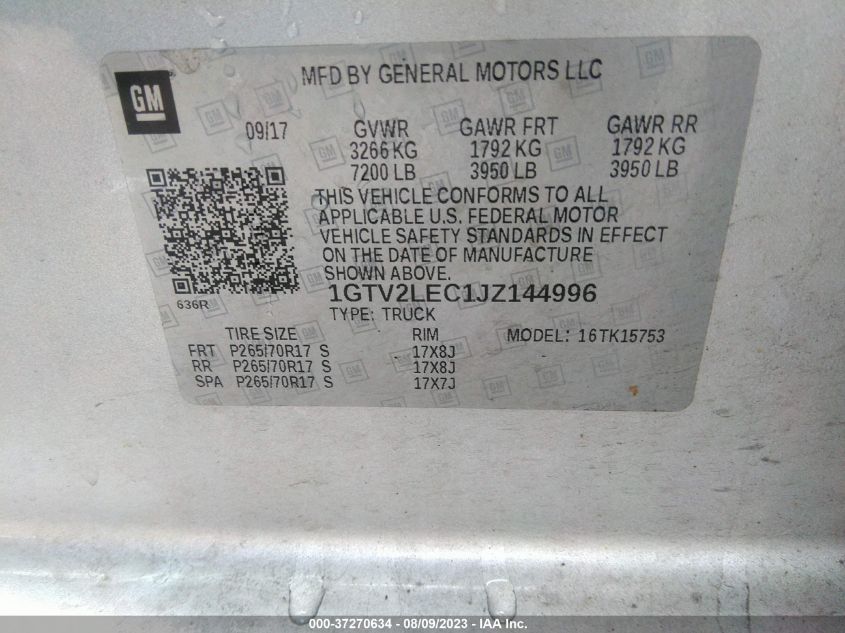 GM
MFD BY GENERAL MOTORS LLC
09/17 GVWR GAWR FRT GAWR RR
3266 KG 1792 KG 1792 KG
7200 LB 3950 LB 3950 LB
THIS VEHICLE CONFORMS TO ALL
APPLICABLE U.S. FEDERAL MOTOR
VEHICLE SAFETY STANDARDS IN EFFECT
ON THE DATE OF MANUFACTURE
SHOWN ABOVE.
636R
1GTV2LEC1JZ144996
TYPE: TRUCK
TIRE SIZE RIM MODEL: 16TK15753
FRT P265/70R17 S 17X8J
RR P265/70R17 S 17X8J
SPA P265/70R17 S 17X7J
000-37270634 - 08/09/2023 - IAA Inc.